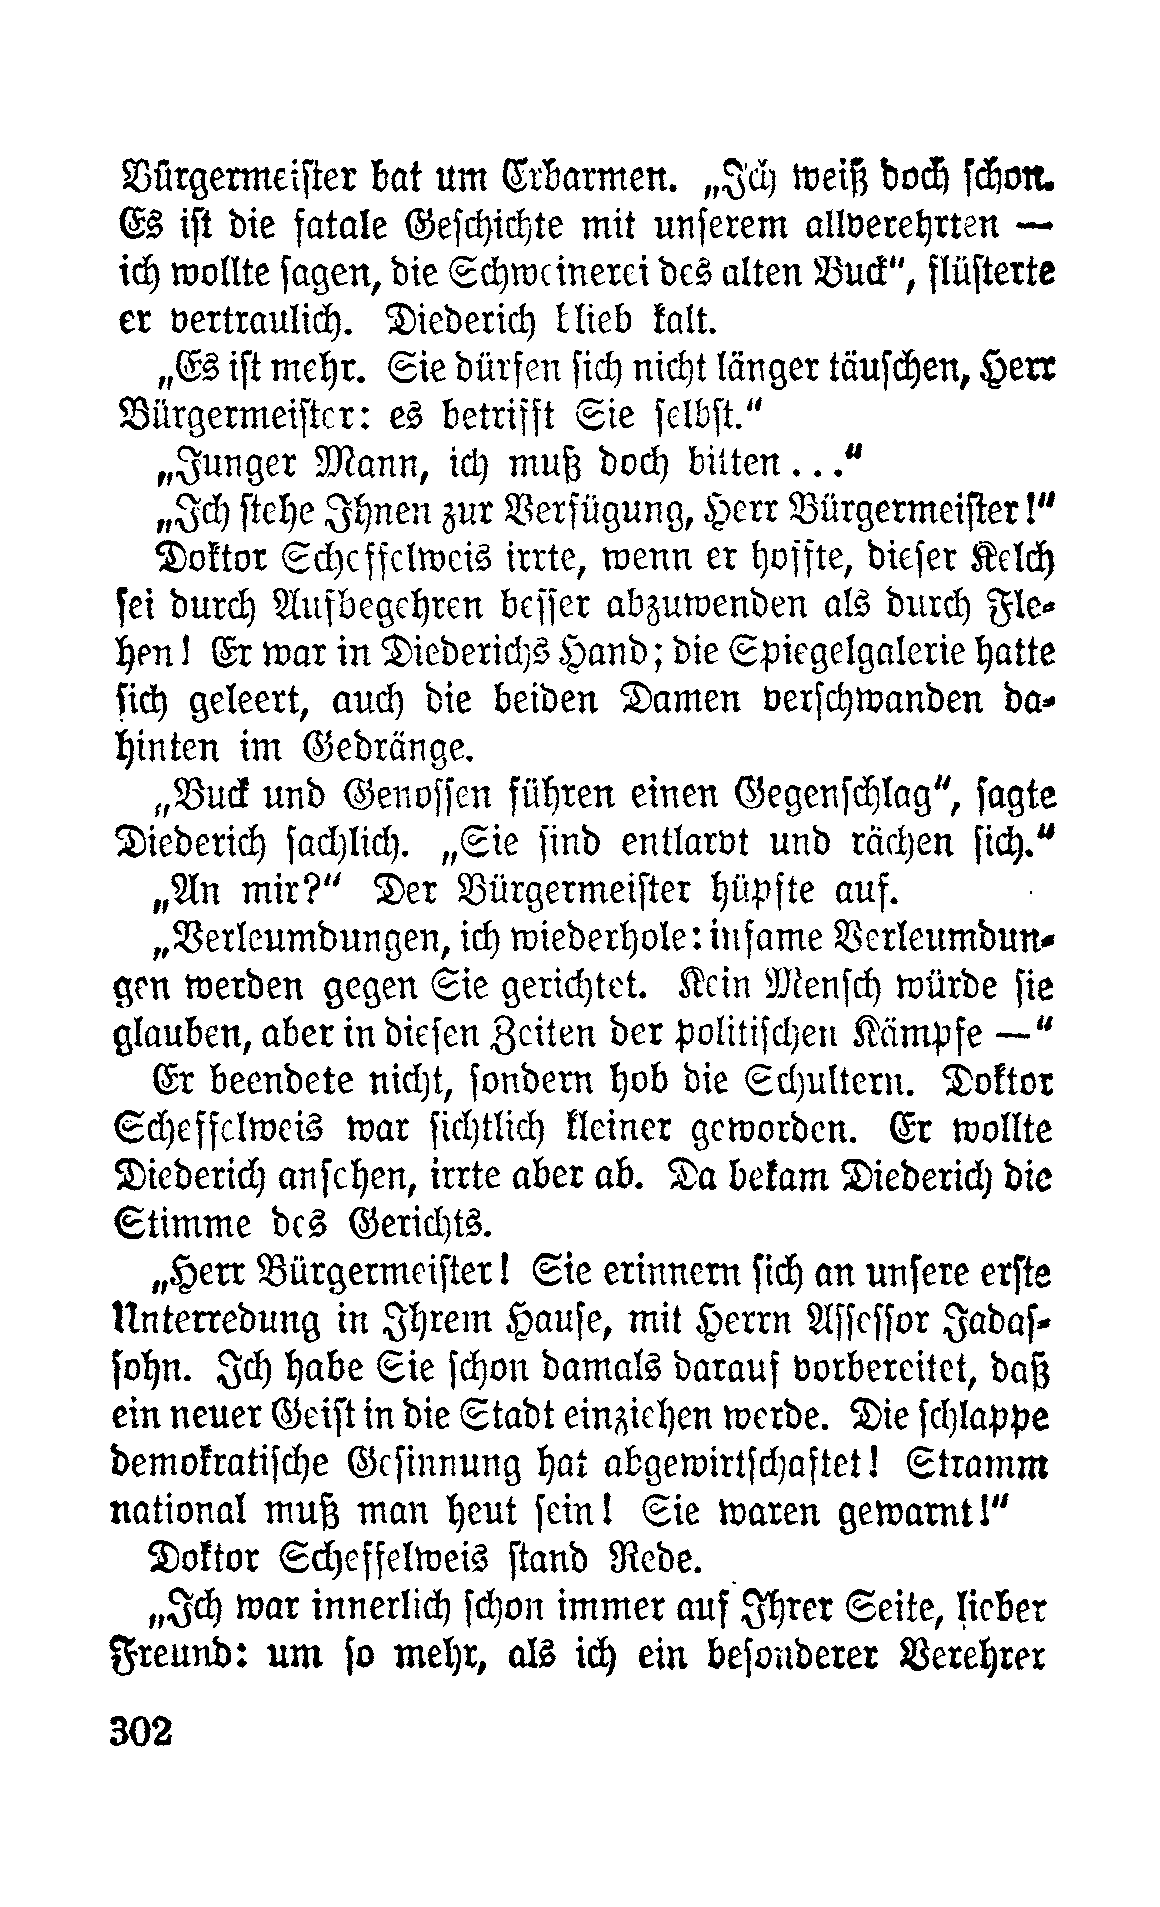 Bürgermeister bat um Erbarmen. „Ich weiß doch schon.
Es ist die fatale Geschichte mit unserem allverehrten —
ich wollte sagen, die Schweinerei des alten Buck“, flüsterte
er vertraulich. Diederich blieb kalt.
„Es ist mehr. Sie dürfen sich nicht länger täuschen, Herr
Bürgermeister: es betrifft Sie selbst.“
„Junger Mann, ich muß doch bitten ...“
„Ich stehe Ihnen zur Verfügung, Herr Bürgermeister!“
Doktor Scheffelweis irrte, wenn er hoffte, dieser Kelch
sei durch Aufbegehren besser abzuwenden als durch Fle-
hen! Er war in Diederichs Hand; die Spiegelgalerie hatte
sich geleert, auch die beiden Damen verschwanden da-
hinten im Gedränge.
„Buck und Genossen führen einen Gegenschlag“, sagte
Diederich sachlich. „Sie sind entlarvt und rächen sich.“
„An mir?“ Der Bürgermeister hüpfte auf.
„Verleumdungen, ich wiederhole: infame Verleumdun-
gen werden gegen Sie gerichtet. Kein Mensch würde sie
glauben, aber in diesen Zeiten der politischen Kämpfe —“
Er beendete nicht, sondern hob die Schultern. Doktor
Scheffelweis war sichtlich kleiner geworden. Er wollte
Diederich ansehen, irrte aber ab. Da bekam Diederich die
Stimme des Gerichts.
„Herr Bürgermeister! Sie erinnern sich an unsere erste
Unterredung in Ihrem Hause, mit Herrn Assessor Jadas-
sohn. Ich habe Sie schon damals darauf vorbereitet, daß
ein neuer Geist in die Stadt einziehen werde. Die schlappe
demokratische Gesinnung hat abgewirtschaftet! Stramm
national muß man heut sein! Sie waren gewarnt!“
Doktor Scheffelweis stand Rede.
„Ich war innerlich schon immer auf Ihrer Seite, lieber
Freund: um so mehr, als ich ein besonderer Verehrer
302